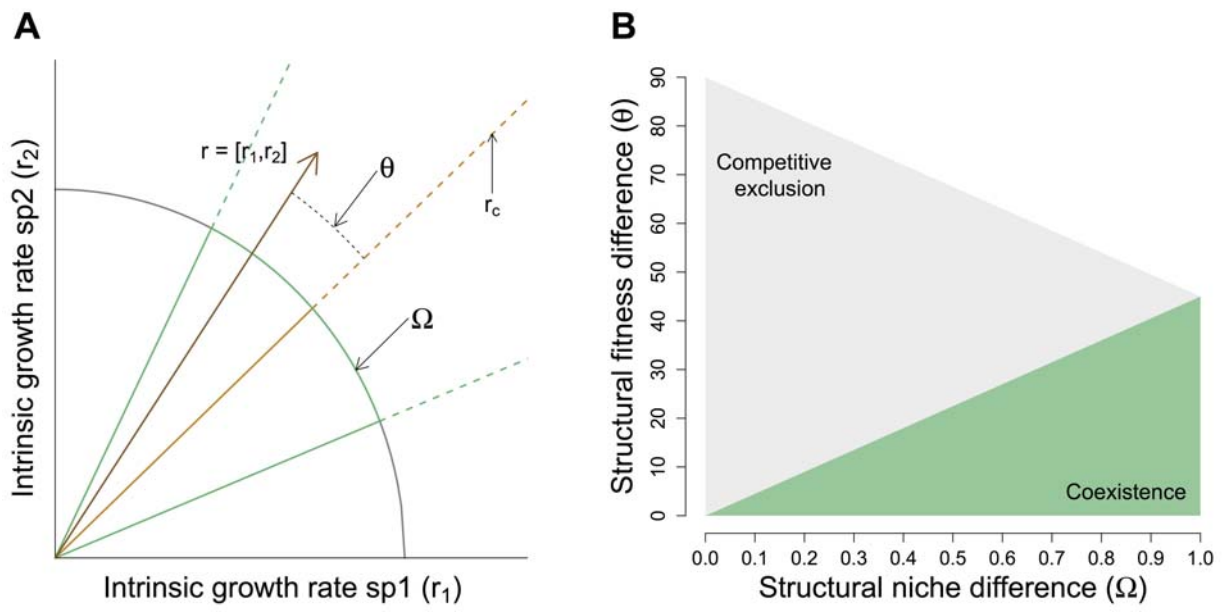 A
Intrinsic growth rate sp2 (r₂)
r = [r₁,r₂]
θ
r_c
Ω
Intrinsic growth rate sp1 (r₁)
B
Structural fitness difference (θ)
90
80
70
60
50
40
30
20
10
0
Competitive
exclusion
Coexistence
0.0 0.1 0.2 0.3 0.4 0.5 0.6 0.7 0.8 0.9 1.0
Structural niche difference (Ω)